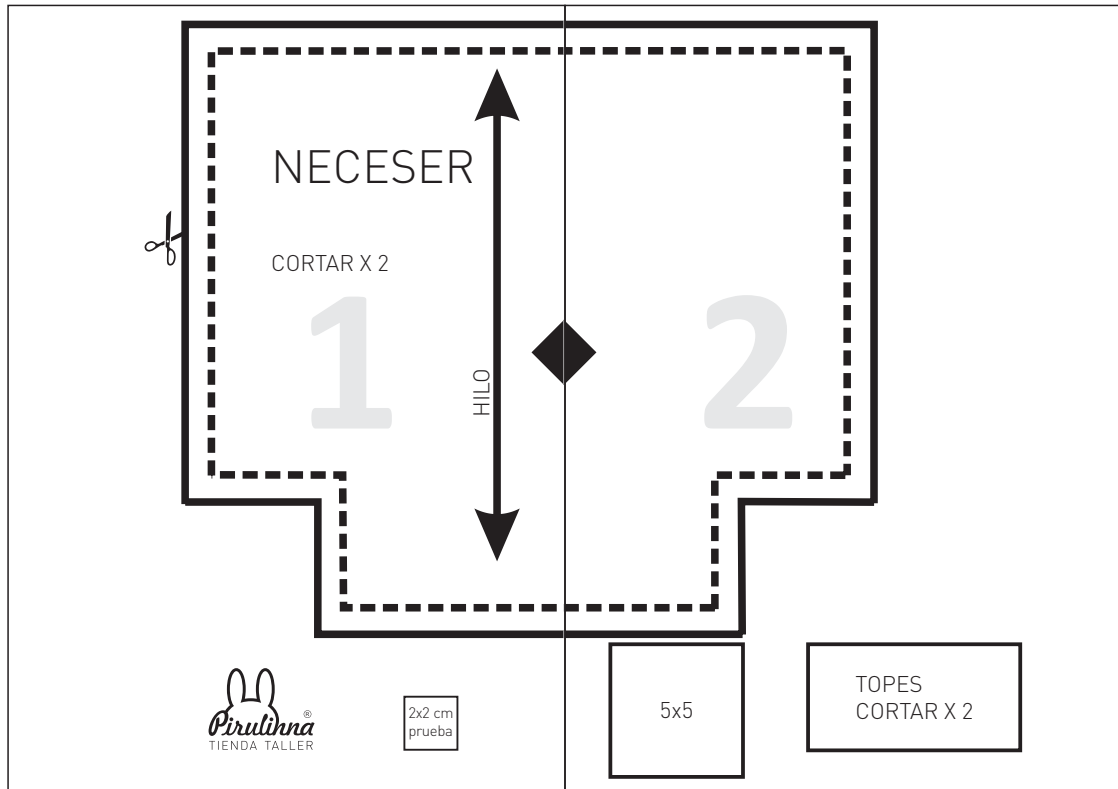 NECESER
CORTAR X 2
1
2
HILO
Pirulinna®
TIENDA TALLER
2x2 cm
prueba
5x5
TOPES
CORTAR X 2